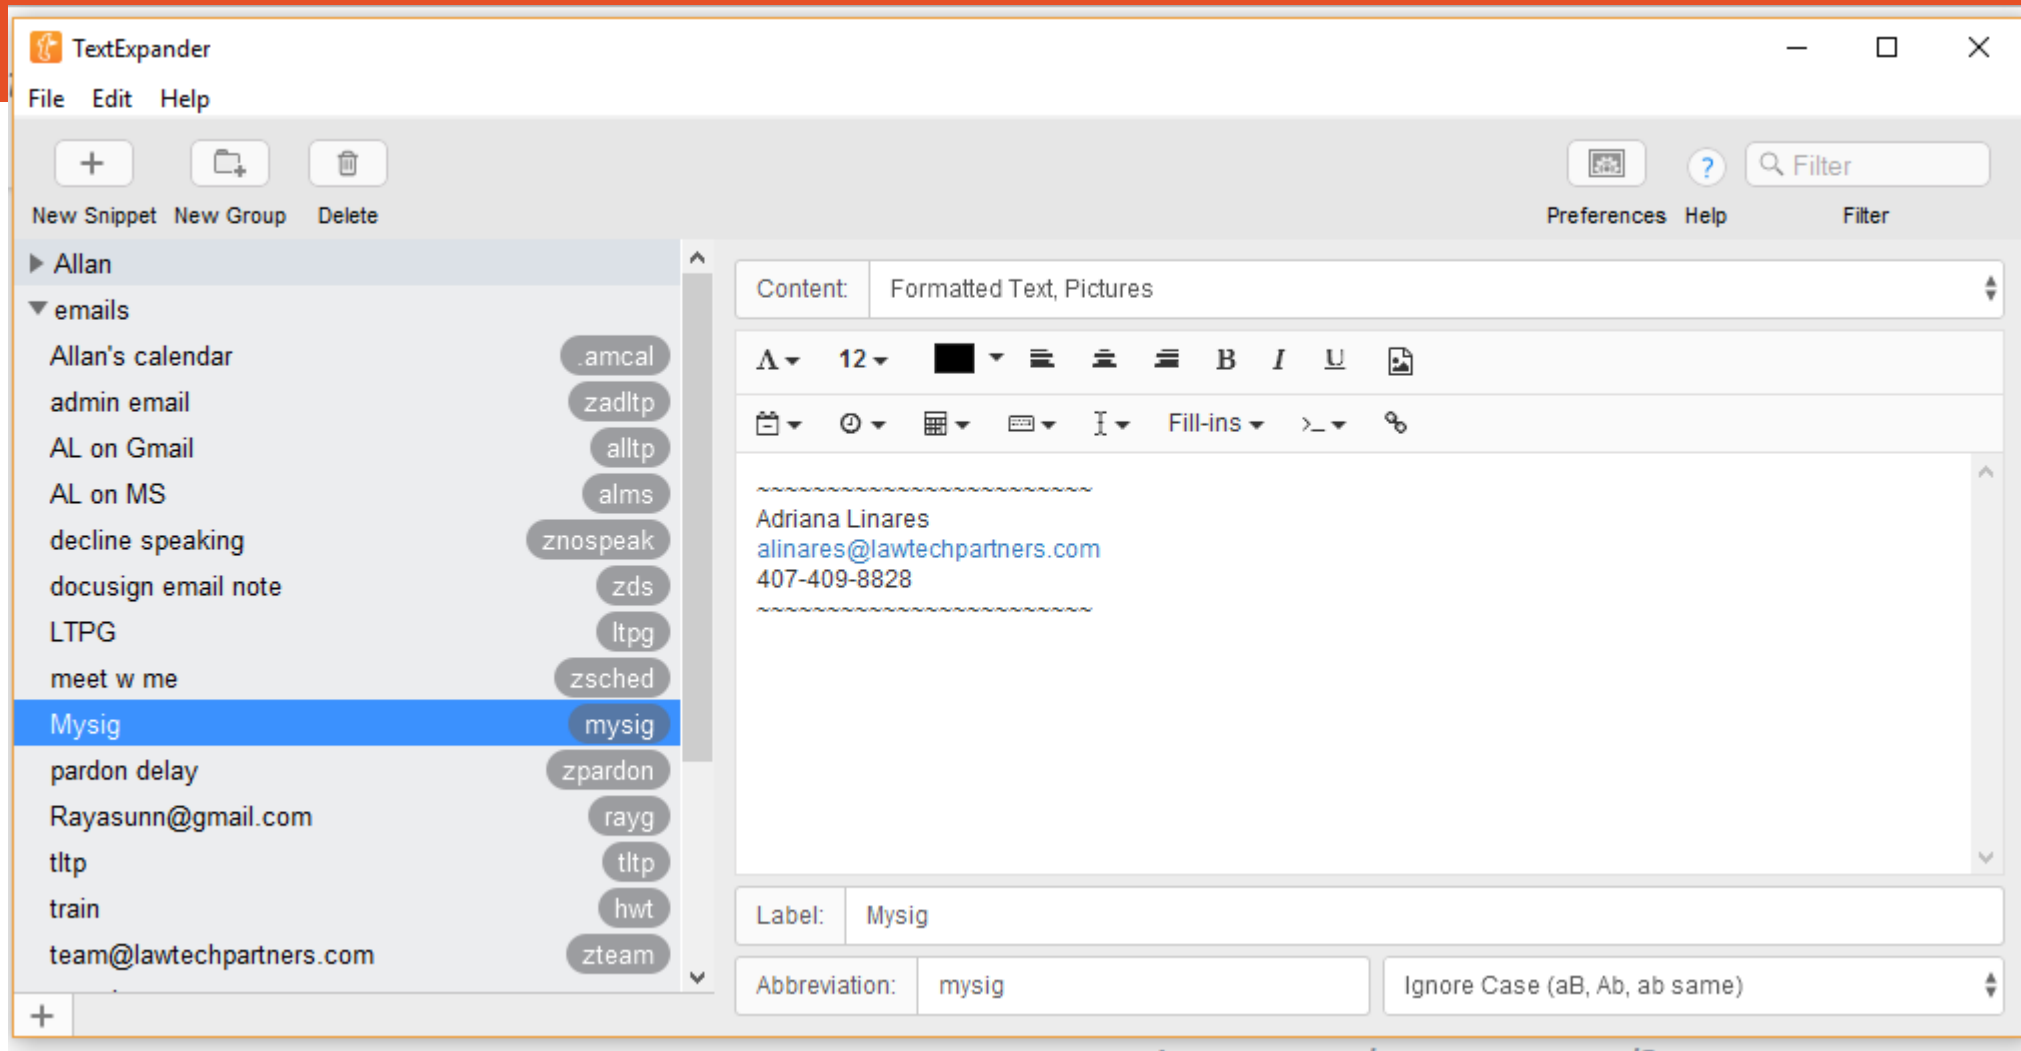 TextExpander
File Edit Help
New Snippet New Group Delete
Preferences Help Filter
Filter
Allan
emails
Allan's calendar .amcal
admin email zadltp
AL on Gmail alltp
AL on MS alms
decline speaking znospeak
docusign email note zds
LTPG ltpg
meet w me zsched
Mysig mysig
pardon delay zpardon
Rayasunn@gmail.com rayg
tltp tltp
train hwt
team@lawtechpartners.com zteam
Content: Formatted Text, Pictures
A 12 B I U
Fill-ins >_
~~~~~~~~~~~~~~~~~~~~~~~~
Adriana Linares
alinares@lawtechpartners.com
407-409-8828
~~~~~~~~~~~~~~~~~~~~~~~~
Label: Mysig
Abbreviation: mysig Ignore Case (aB, Ab, ab same)